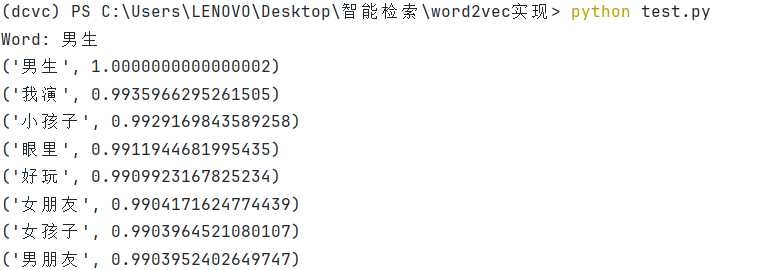 (dcvc) PS C:\Users\LENOVO\Desktop\智能检索\word2vec实现> python test.py
Word: 男生
('男生', 1.0000000000000002)
('我演', 0.9935966295261505)
('小孩子', 0.9929169843589258)
('眼里', 0.9911944681995435)
('好玩', 0.9909923167825234)
('女朋友', 0.9904171624774439)
('女孩子', 0.9903964521080107)
('男朋友', 0.9903952402649747)